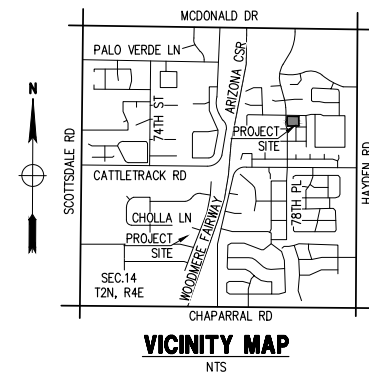 MCDONALD DR
PALO VERDE LN
N
74TH ST
ARIZONA CSR
PROJECT
SITE
SCOTTSDALE RD
HAYDEN RD
CATTLETRACK RD
78TH PL
CHOLLA LN
PROJECT
SITE
WOODMERE FAIRWAY
SEC.14
T2N, R4E
CHAPARRAL RD
VICINITY MAP
NTS